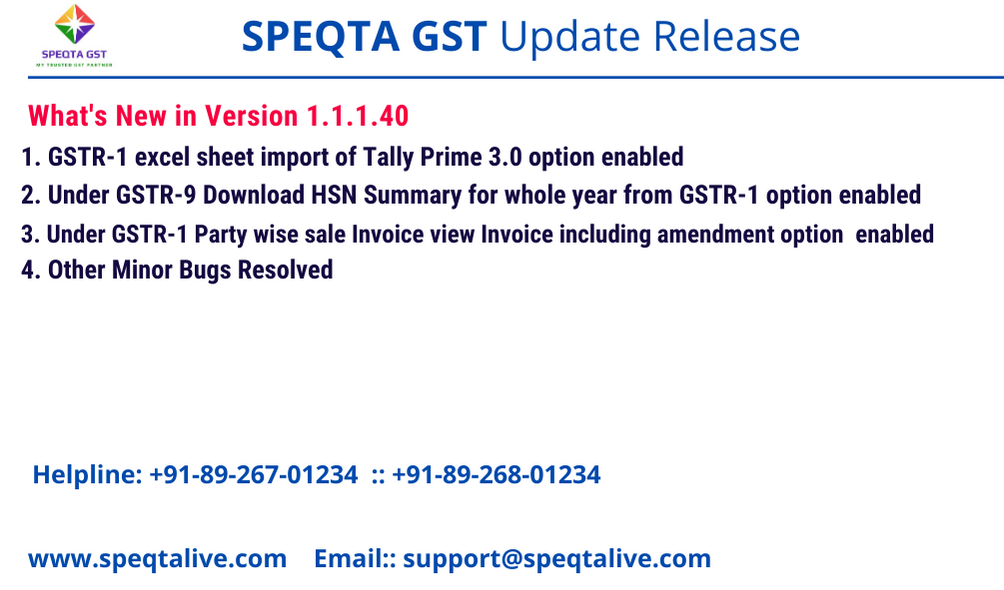 SPEQTA GST
MY TRUSTED GST PARTNER
SPEQTA GST Update Release
What's New in Version 1.1.1.40
1. GSTR-1 excel sheet import of Tally Prime 3.0 option enabled
2. Under GSTR-9 Download HSN Summary for whole year from GSTR-1 option enabled
3. Under GSTR-1 Party wise sale Invoice view Invoice including amendment option  enabled
4. Other Minor Bugs Resolved
Helpline: +91-89-267-01234  :: +91-89-268-01234
www.speqtalive.com    Email:: support@speqtalive.com